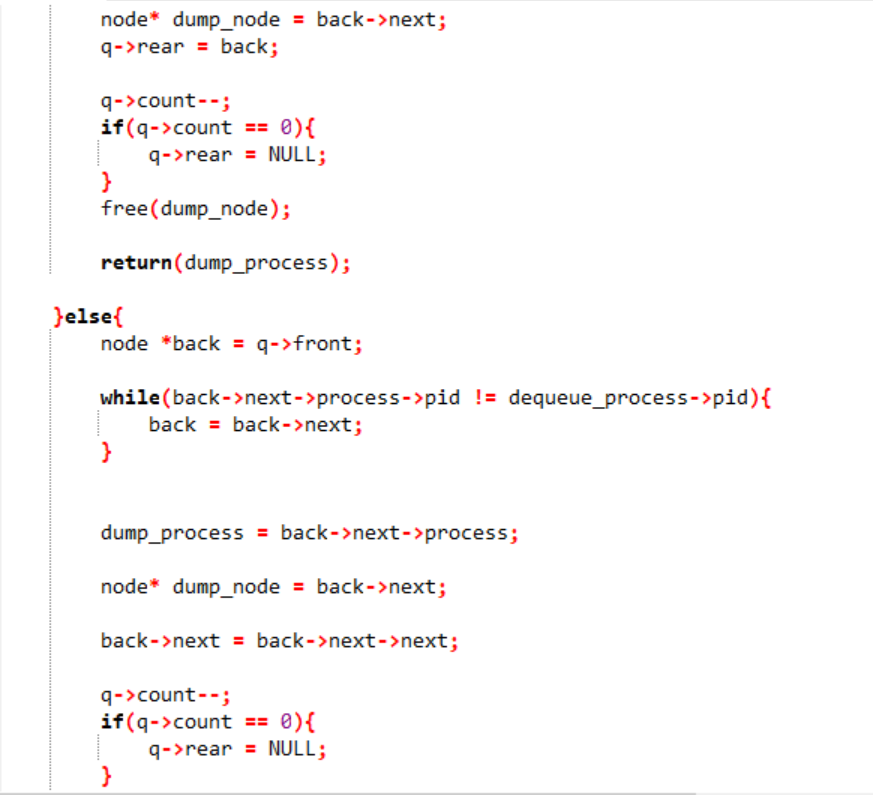 node* dump_node = back->next;
q->rear = back;
q->count--;
if(q->count == 0){
q->rear = NULL;
}
free(dump_node);
return(dump_process);
}else{
node *back = q->front;
while(back->next->process->pid != dequeue_process->pid){
back = back->next;
}
dump_process = back->next->process;
node* dump_node = back->next;
back->next = back->next->next;
q->count--;
if(q->count == 0){
q->rear = NULL;
}